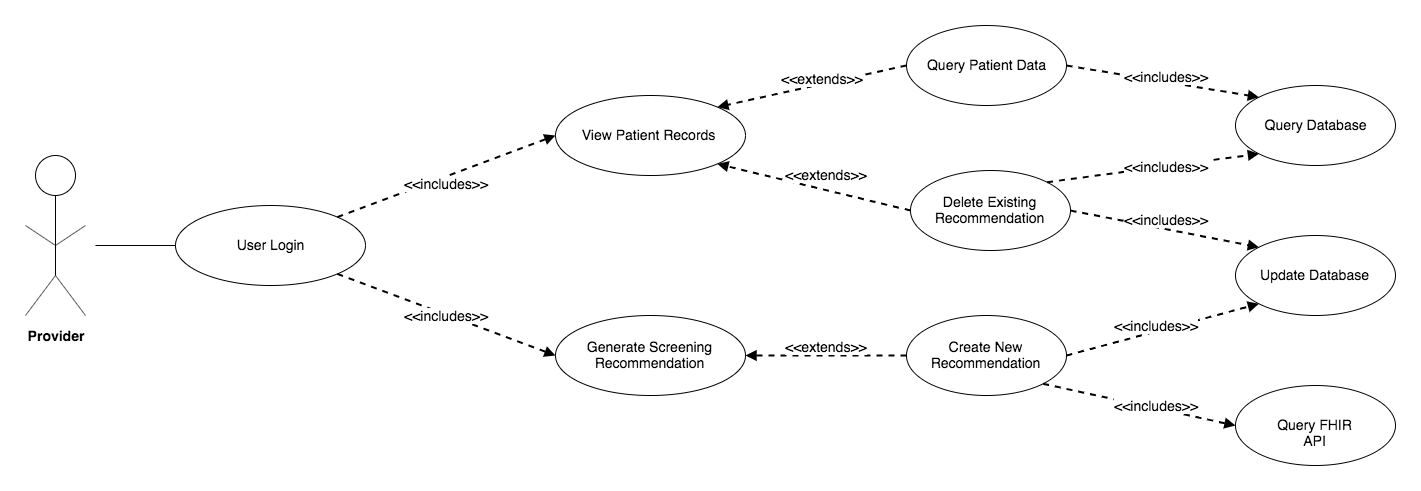 Query Patient Data
<<includes>>
<<extends>>
Query Database
View Patient Records
<<includes>>
<<extends>>
<<includes>>
Delete Existing
Recommendation
<<includes>>
User Login
Update Database
<<includes>>
<<includes>>
Provider
Generate Screening
Recommendation
<<extends>>
Create New
Recommendation
<<includes>>
Query FHIR
API